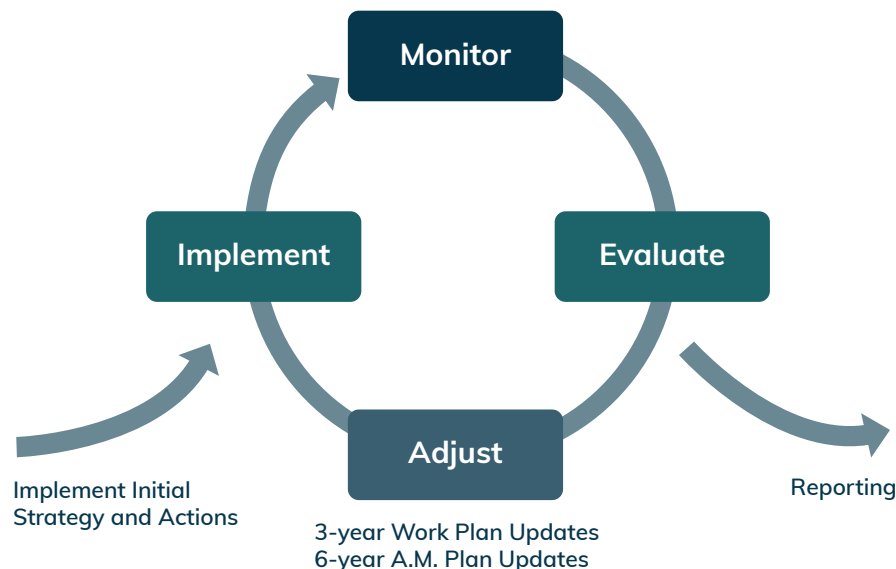 Monitor
Implement
Evaluate
Adjust
Implement Initial
Strategy and Actions
Reporting
3-year Work Plan Updates
6-year A.M. Plan Updates